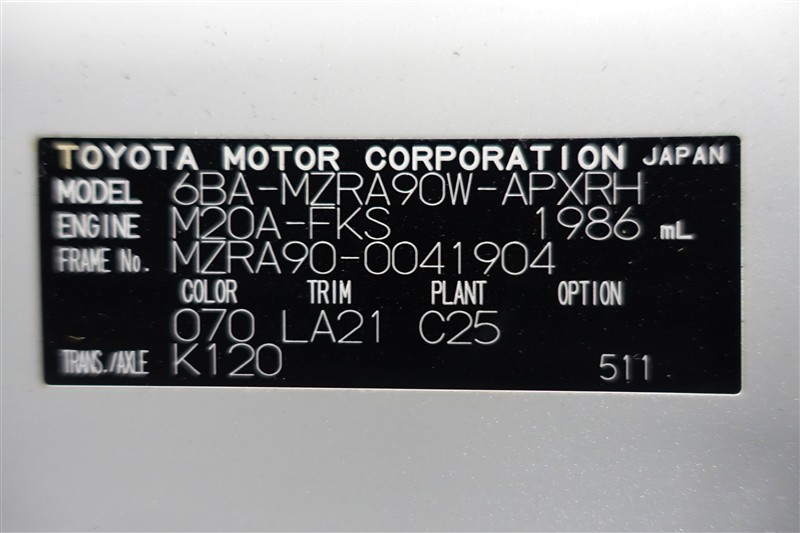 TOYOTA MOTOR CORPORATION JAPAN
MODEL 6BA-MZRA90W-APXRH
ENGINE M20A-FKS 1986 mL
FRAME No. MZRA90-0041904
COLOR TRIM PLANT OPTION
070 LA21 C25
TRANS./AXLE K120 511